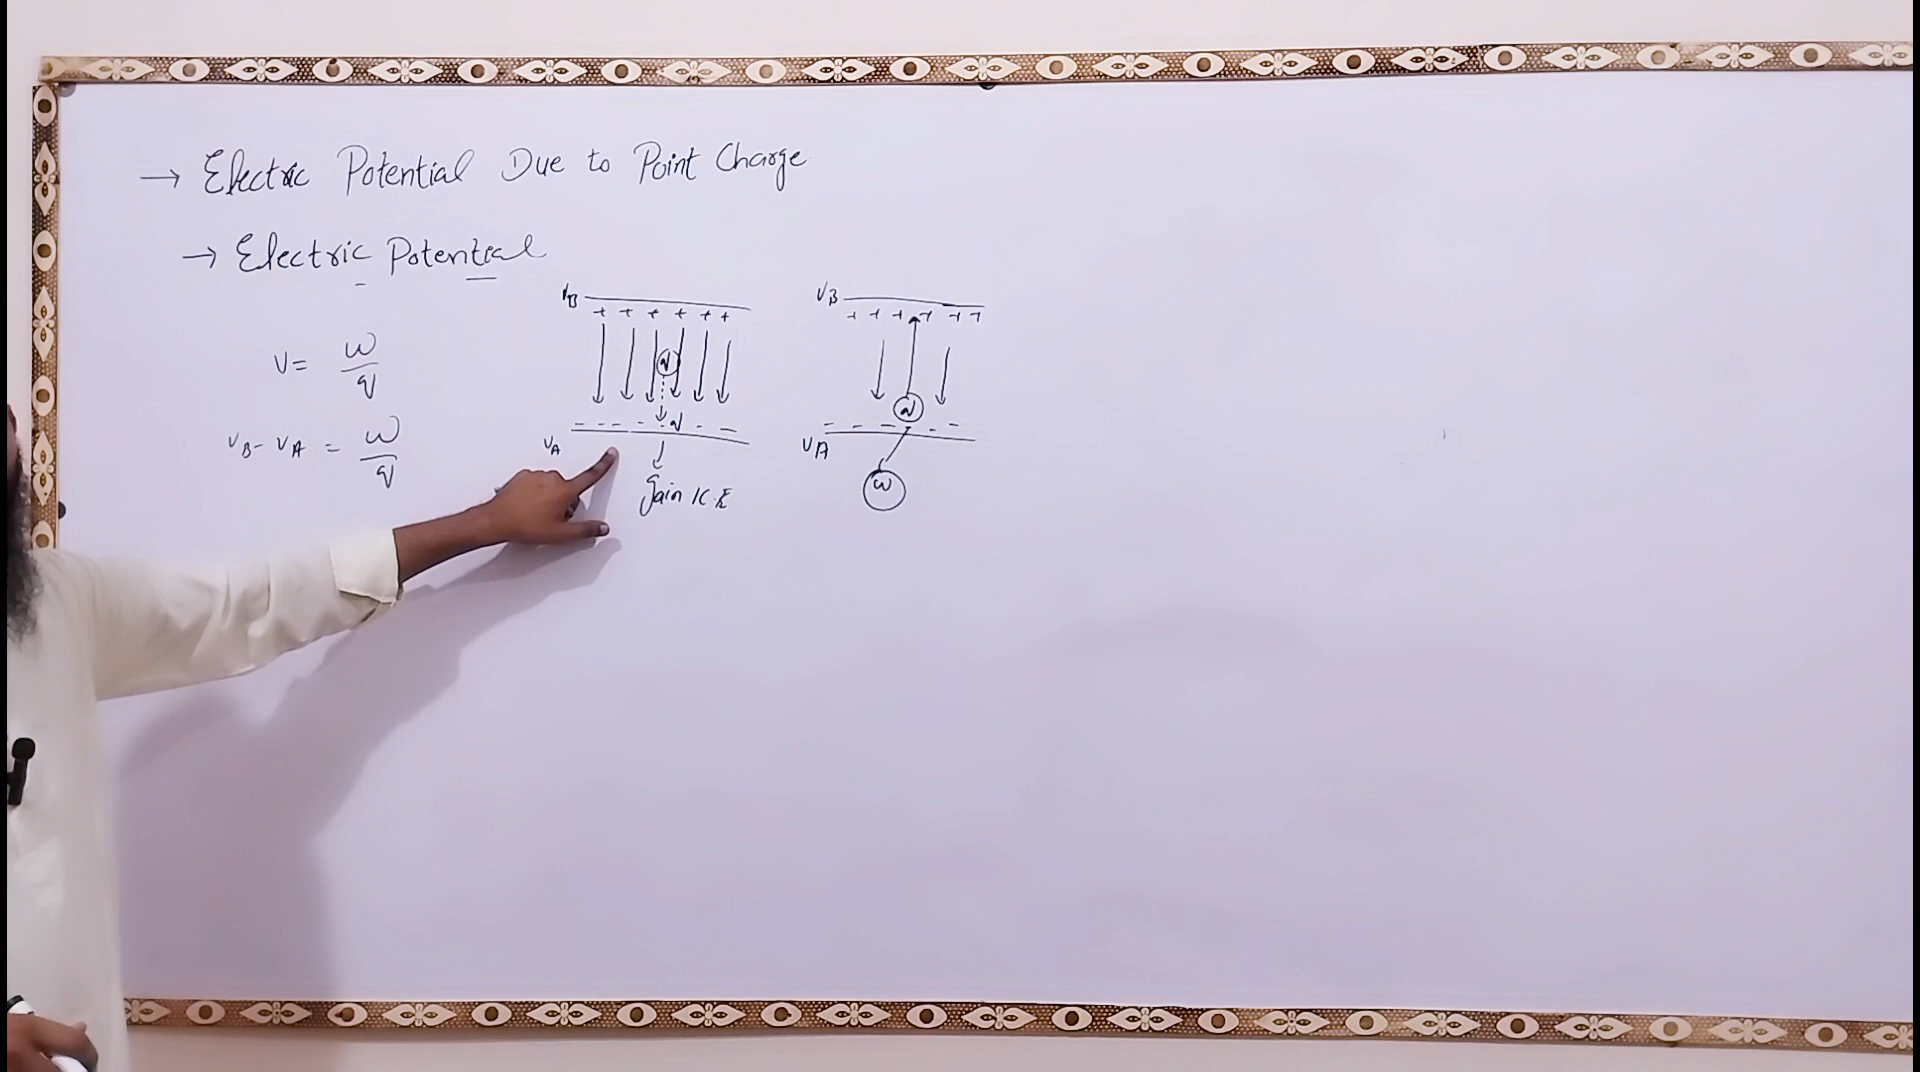 → Electric Potential Due to Point Charge
→ Electric Potential
V = W/q
VB - VA = W/q
VB
+ + + + + +
q
- - - - - q - -
VA
Gain K.E
VB
+ + + + + +
q
- - - - -
VA
W